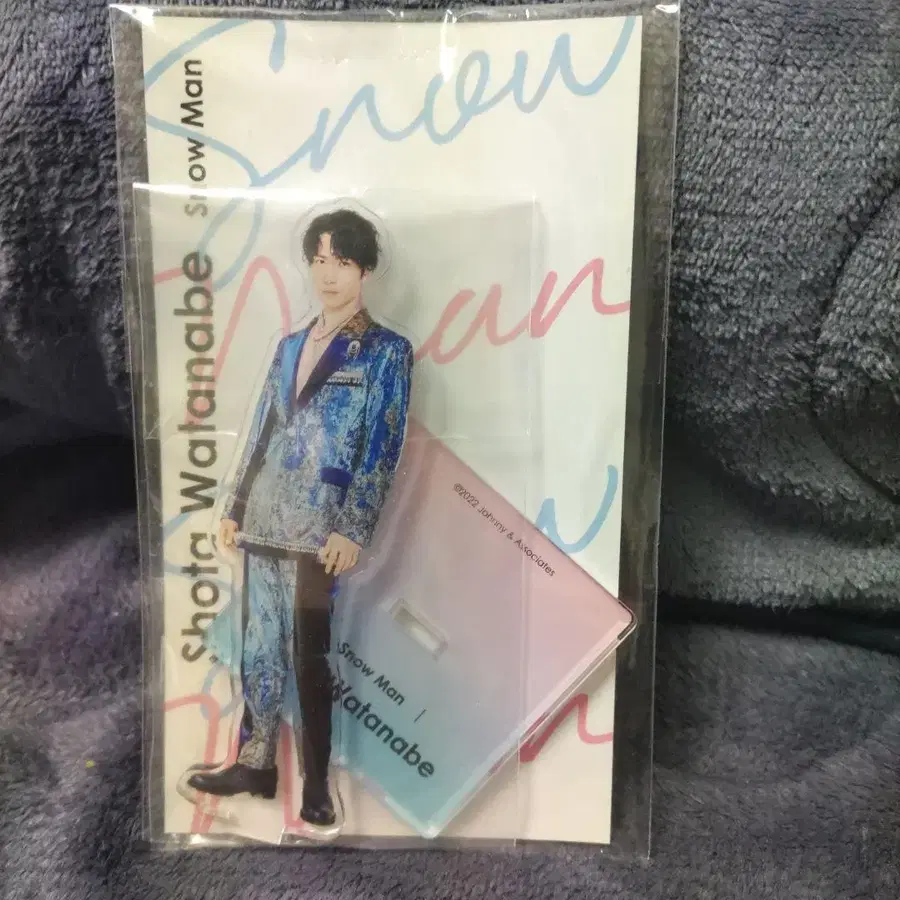 Snow
Man
Snow Man
Shota Watanabe
©2022 Johnny & Associates
Snow Man
Watanabe